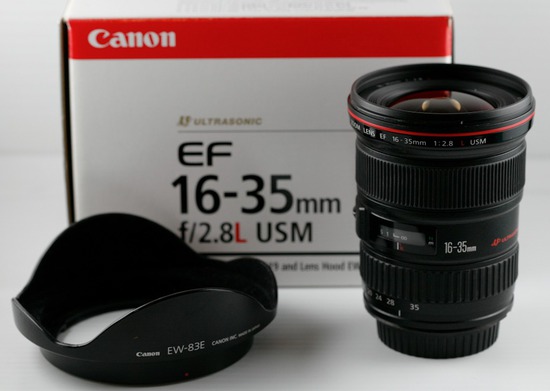 Canon
ULTRASONIC
EF
16-35mm
f/2.8L USM
and Lens Hood EW
ZOOM LENS EF 16-35mm 1:2.8 L USM
16-35mm
24 28 35
Canon EW-83E CANON INC.